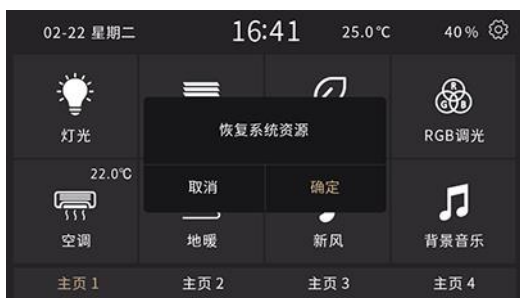 02-22 星期二 16:41 25.0℃ 40% 
灯光 RGB调光
恢复系统资源
22.0℃ 取消 确定
空调 地暖 新风 背景音乐
主页 1 主页 2 主页 3 主页 4